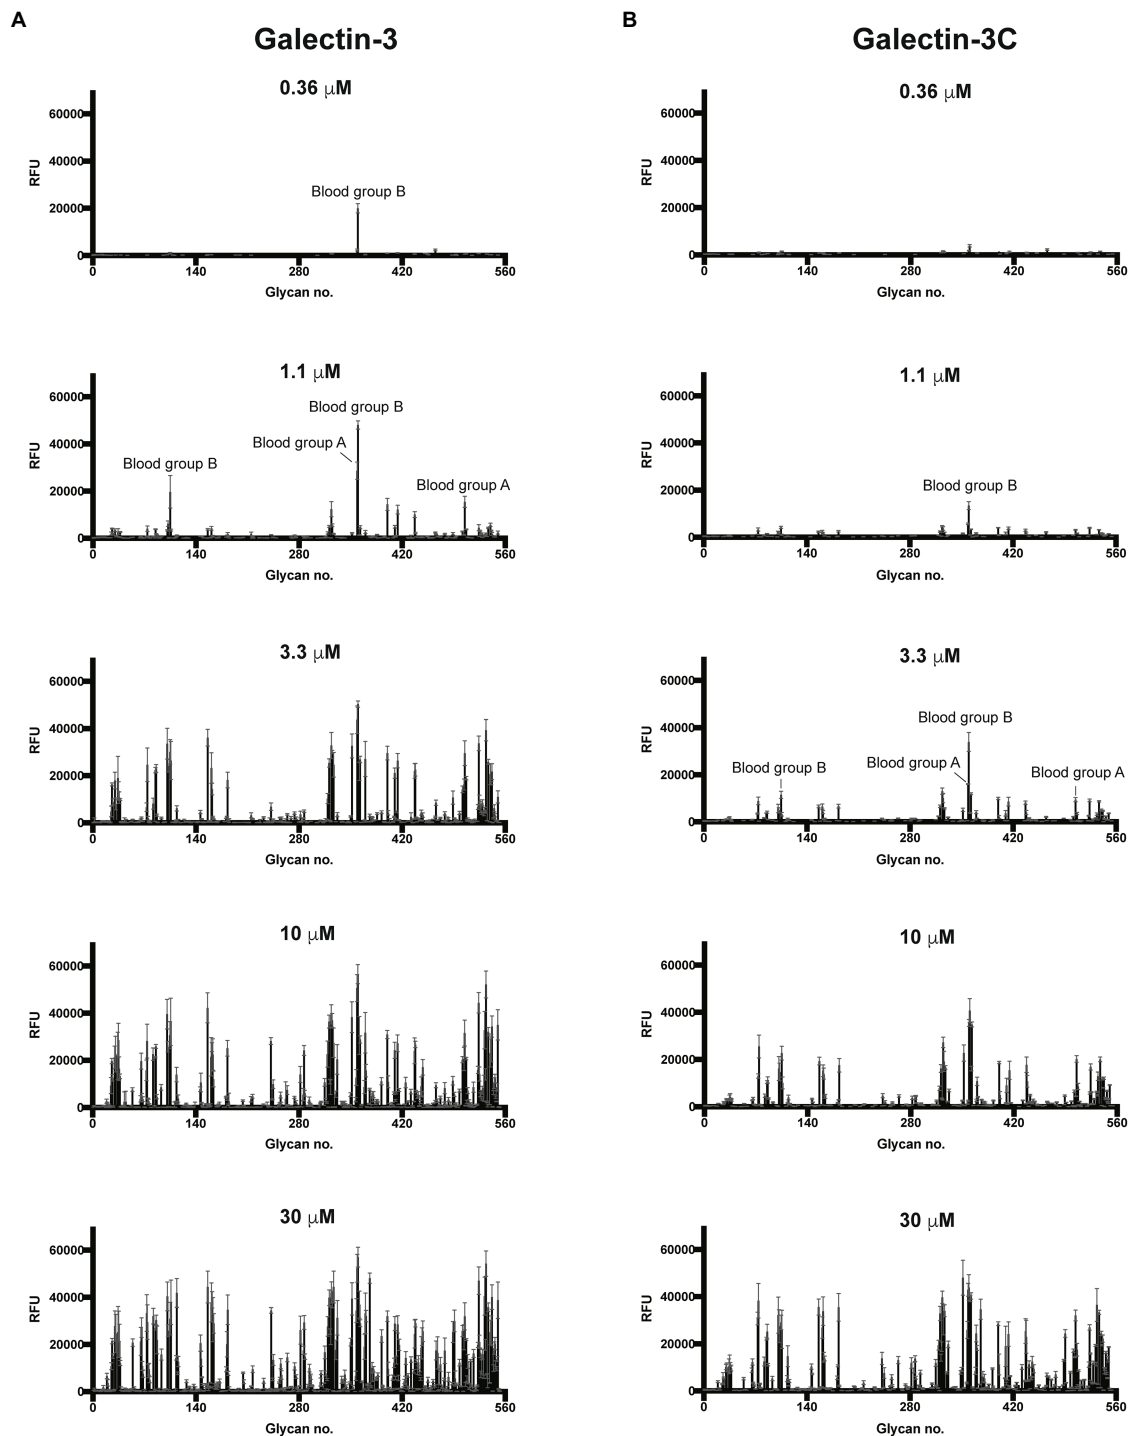 A
B
Galectin-3
Galectin-3C
0.36 μM
60000
40000
20000
0
RFU
Blood group B
0 140 280 420 560
Glycan no.
0.36 μM
60000
40000
20000
0
RFU
0 140 280 420 560
Glycan no.
1.1 μM
60000
40000
20000
0
RFU
Blood group B
Blood group A
Blood group B
Blood group A
0 140 280 420 560
Glycan no.
1.1 μM
60000
40000
20000
0
RFU
Blood group B
0 140 280 420 560
Glycan no.
3.3 μM
60000
40000
20000
0
RFU
0 140 280 420 560
Glycan no.
3.3 μM
60000
40000
20000
0
RFU
Blood group B
Blood group A
Blood group B
Blood group A
0 140 280 420 560
Glycan no.
10 μM
60000
40000
20000
0
RFU
0 140 280 420 560
Glycan no.
10 μM
60000
40000
20000
0
RFU
0 140 280 420 560
Glycan no.
30 μM
60000
40000
20000
0
RFU
0 140 280 420 560
Glycan no.
30 μM
60000
40000
20000
0
RFU
0 140 280 420 560
Glycan no.